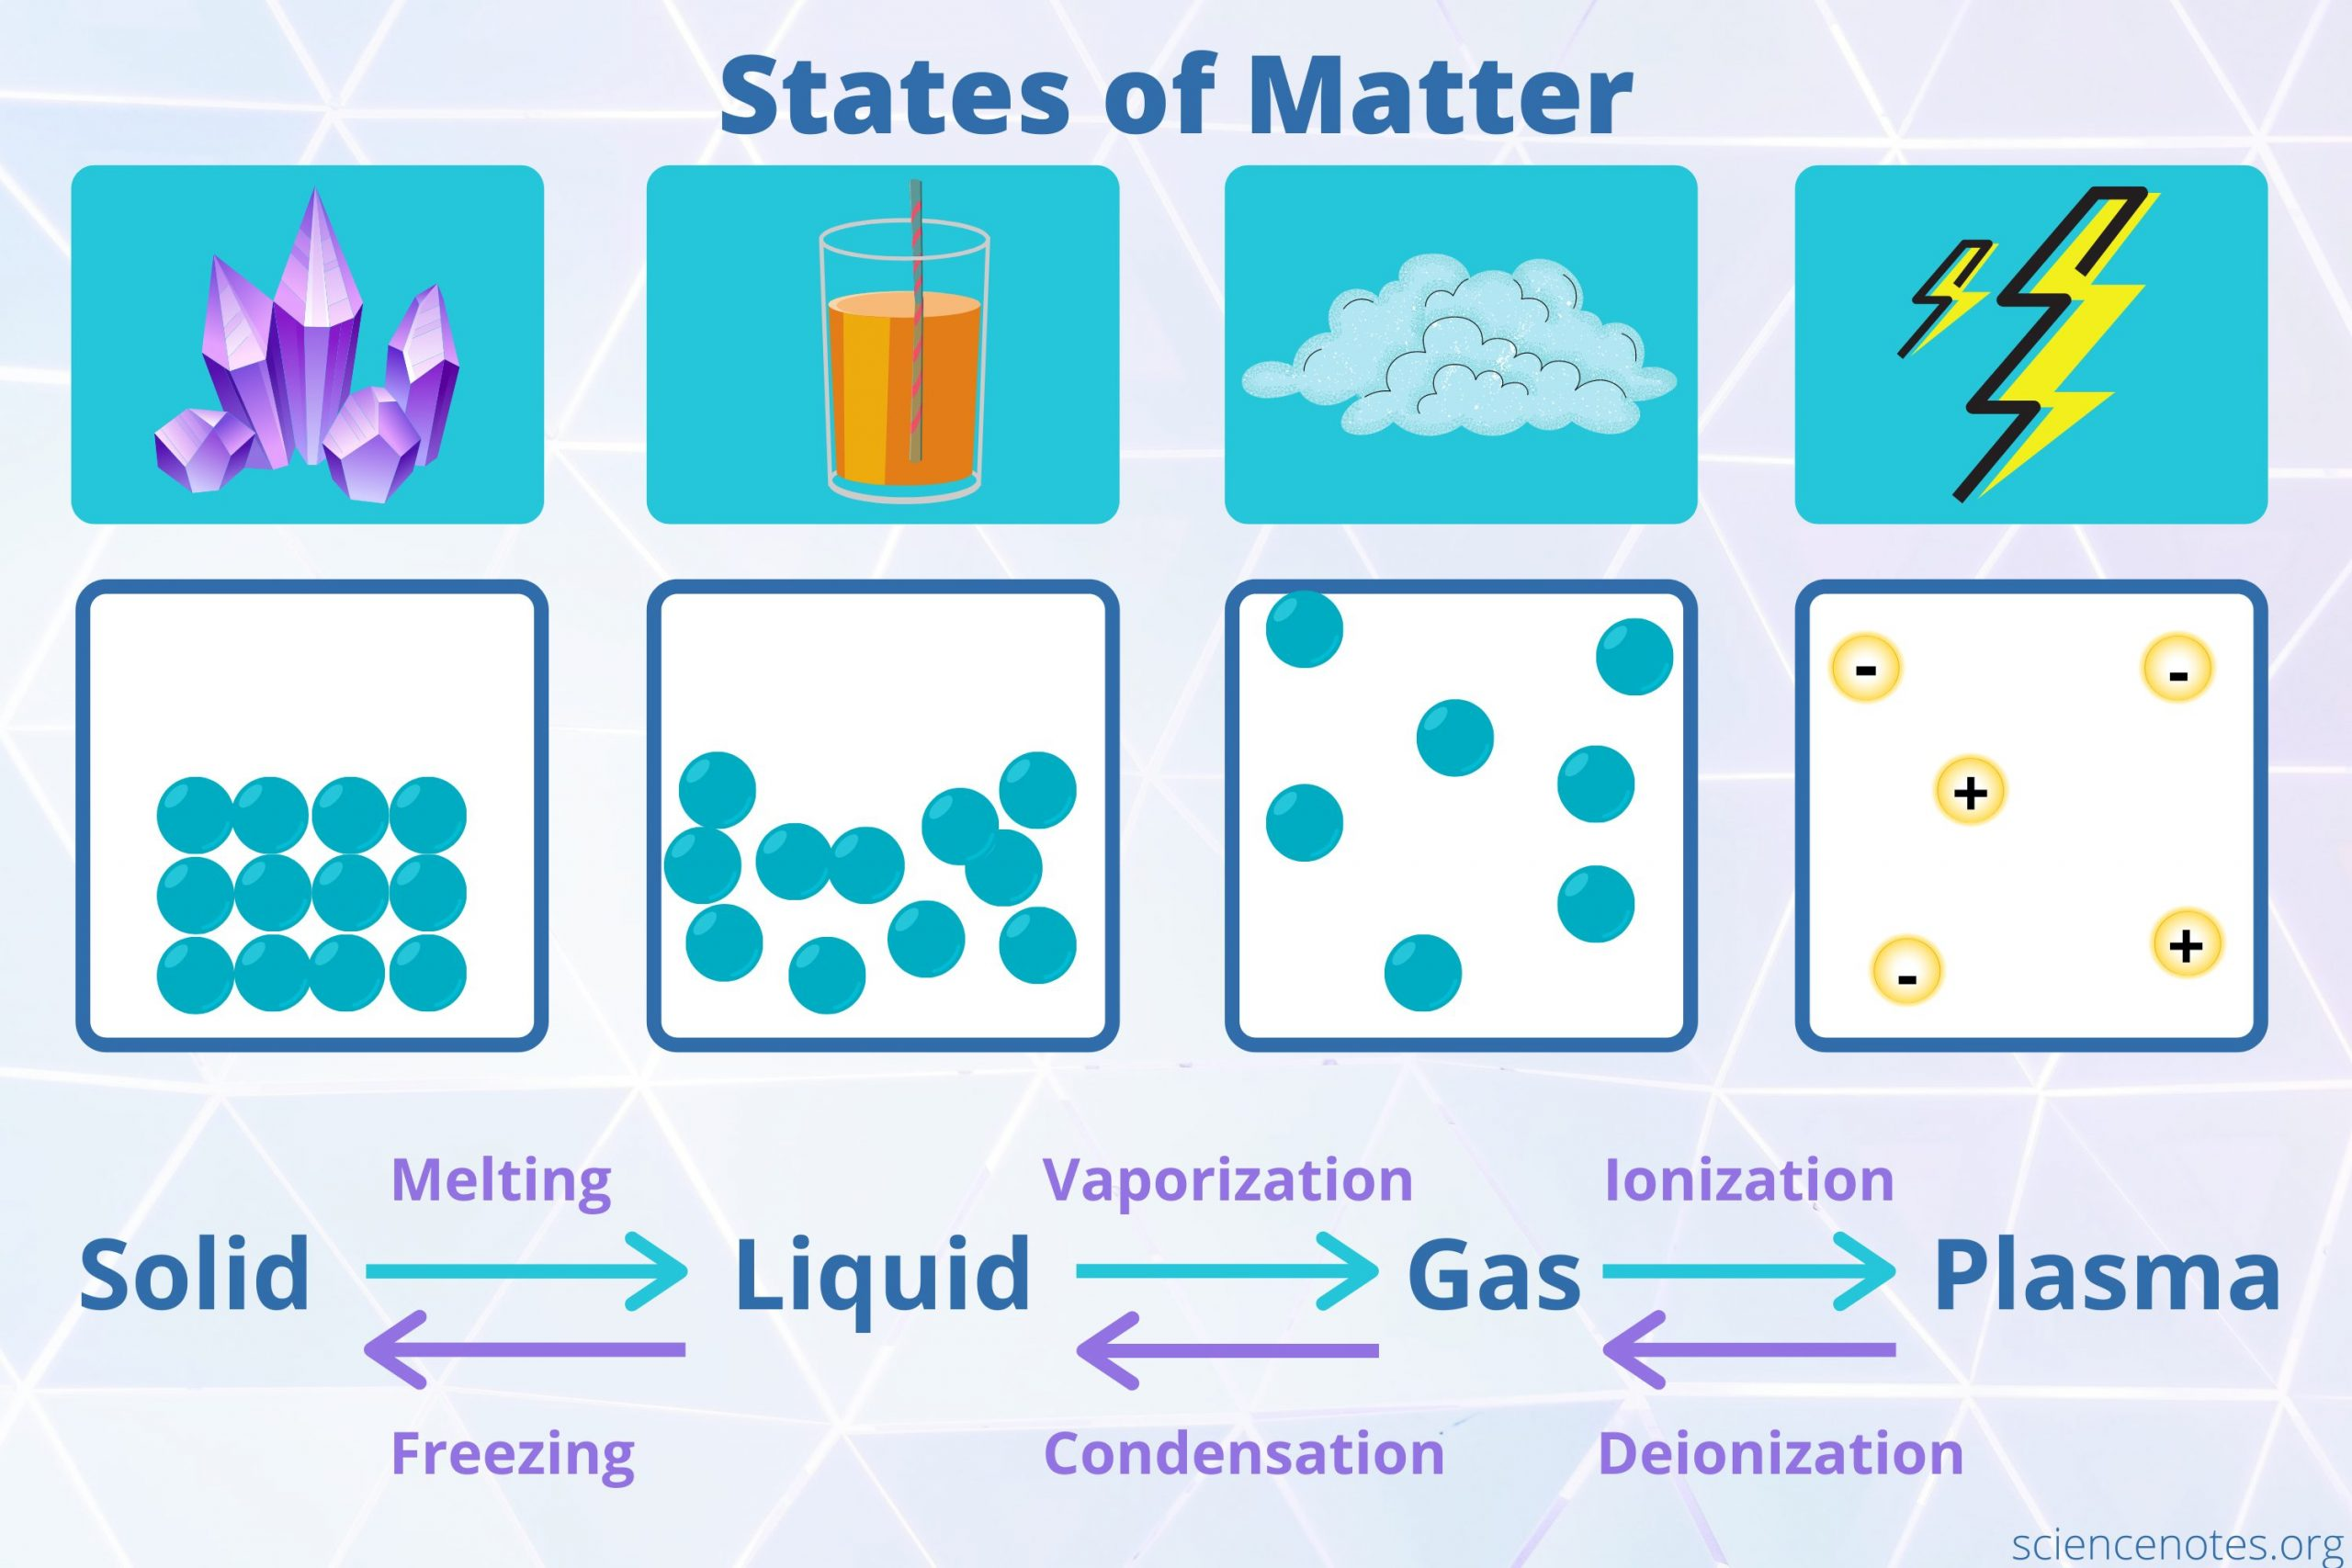 States of Matter
- -
+
- +
Melting Vaporization Ionization
Solid Liquid Gas Plasma
Freezing Condensation Deionization
sciencenotes.org